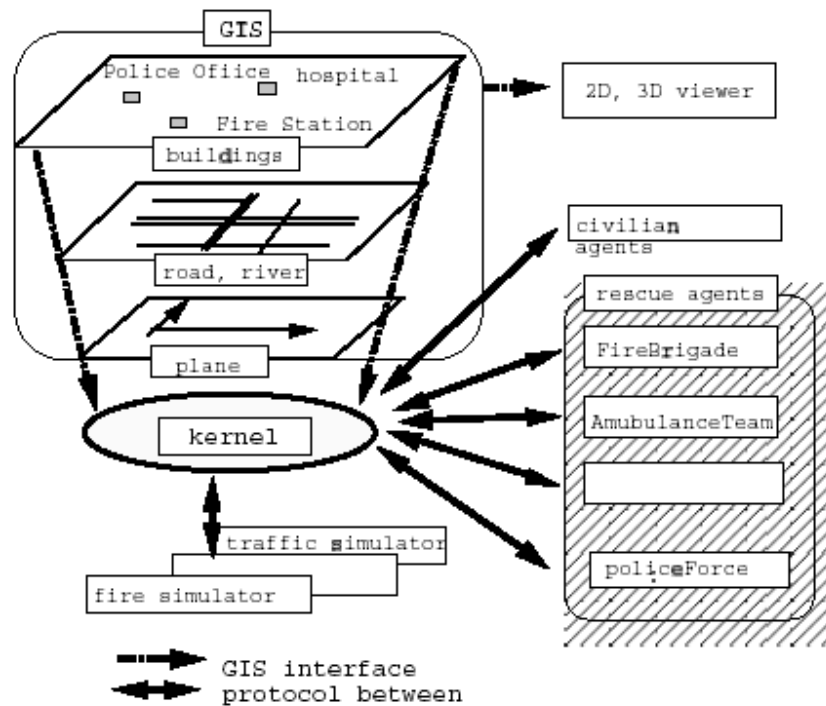 GIS
Police Ofiice
hospital
Fire Station
buildings
road, river
plane
kernel
traffic simulator
fire simulator
2D, 3D viewer
civilian
agents
rescue agents
FireBrigade
AmubulanceTeam
policeForce
GIS interface
protocol between